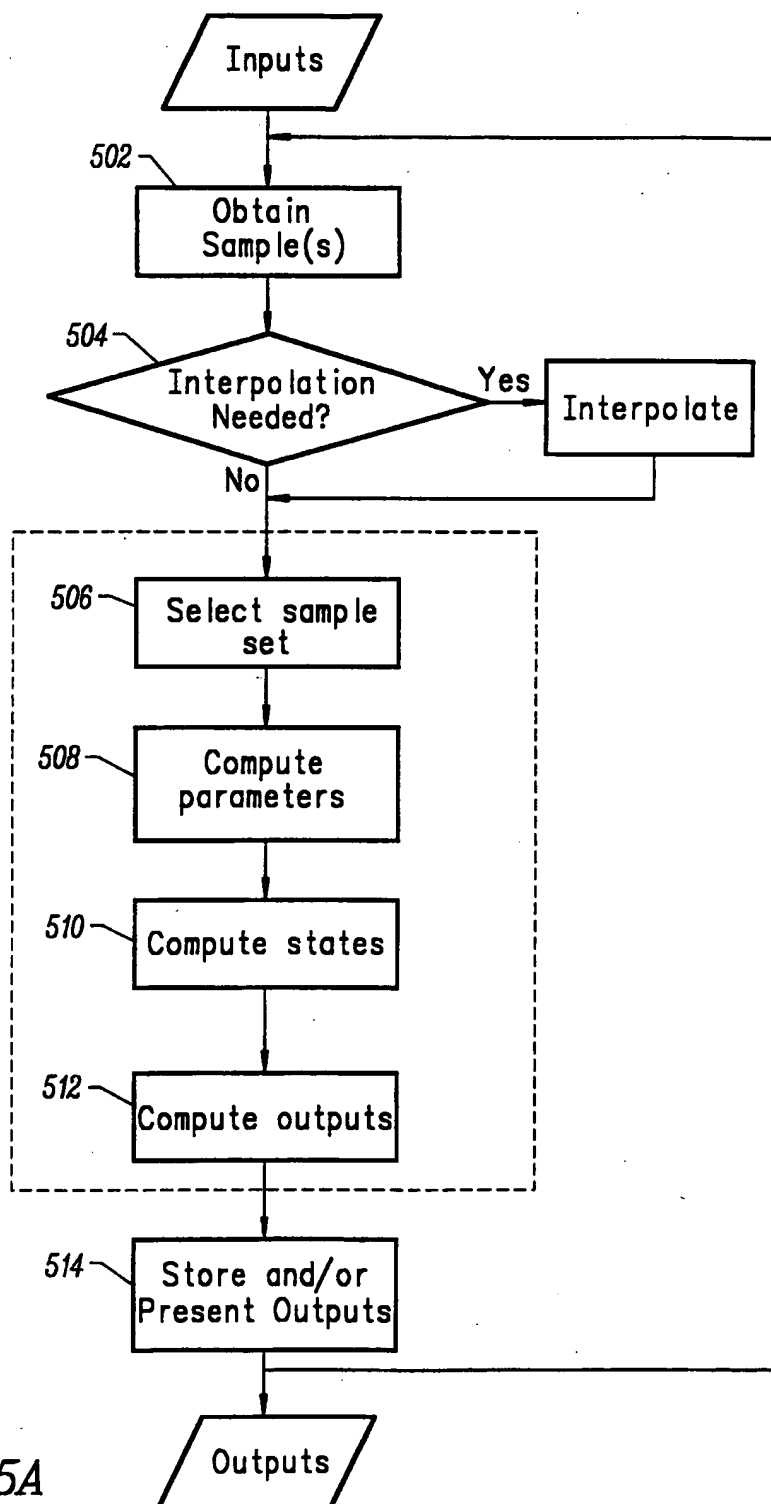 Inputs
502
Obtain
Sample(s)
504
Interpolation
Needed?
Yes
Interpolate
No
506
Select sample
set
508
Compute
parameters
510
Compute states
512
Compute outputs
514
Store and/or
Present Outputs
Outputs
5A